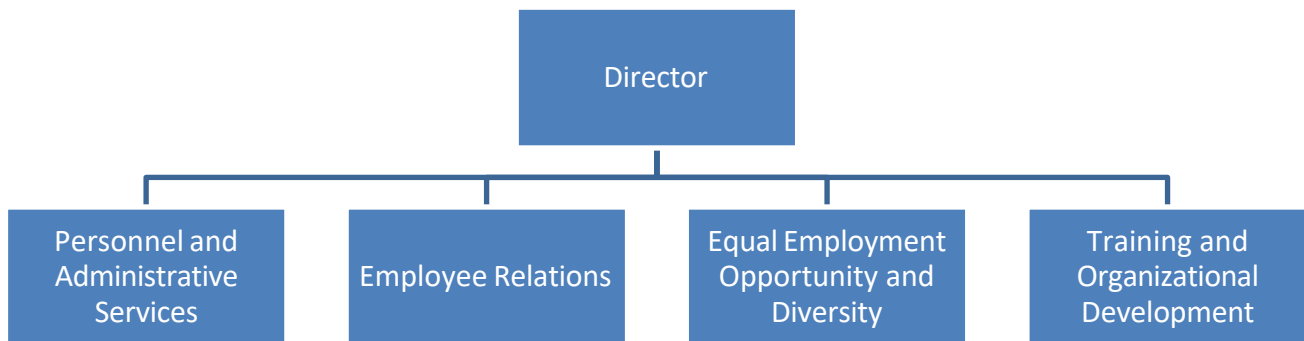 Director
Personnel and
Administrative
Services
Employee Relations
Equal Employment
Opportunity and
Diversity
Training and
Organizational
Development